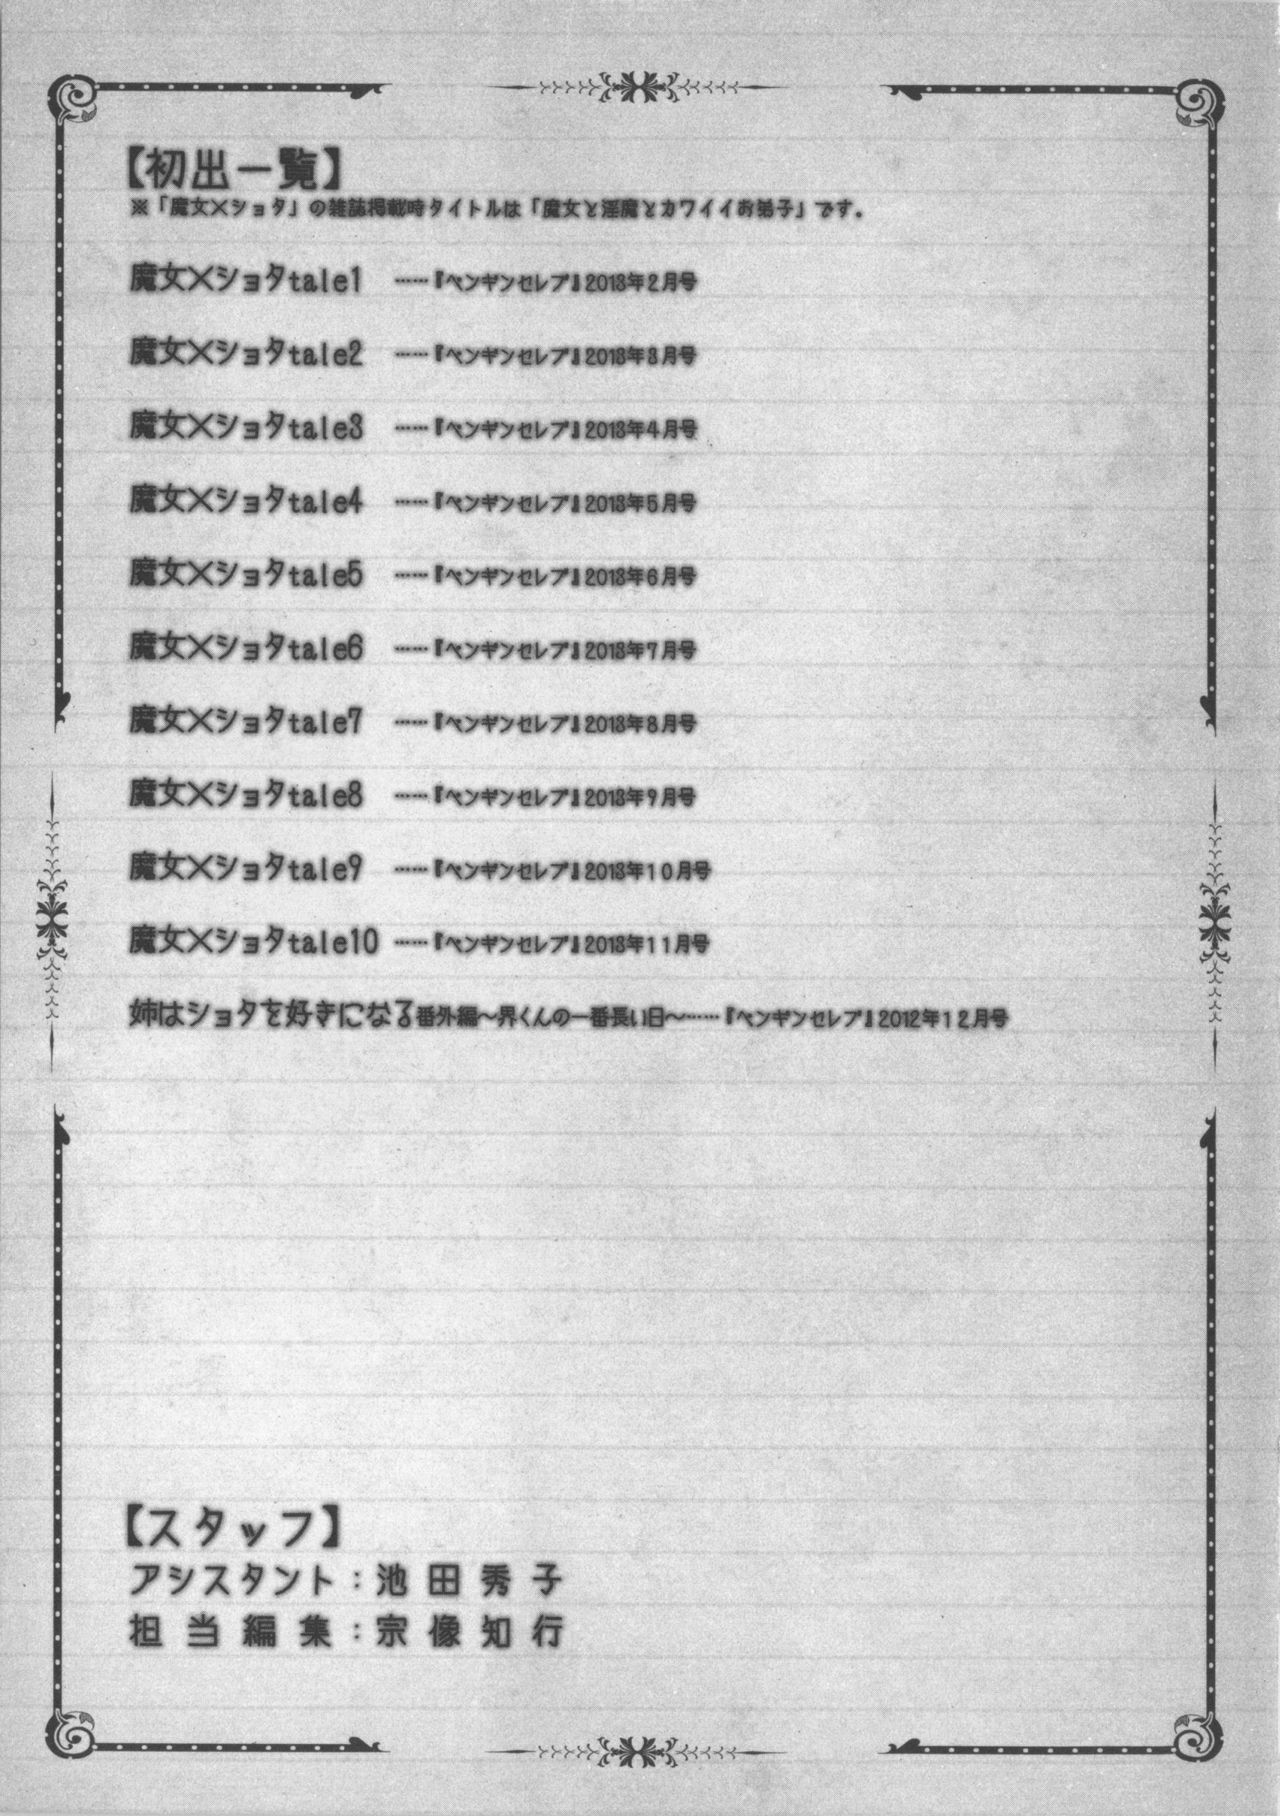 【初出一覧】
※「魔女×ショタ」の雑誌掲載時タイトルは「魔女と淫魔とカワイイお弟子」です。
魔女×ショタtale1 ……『ペンギンセレブ』2013年2月号
魔女×ショタtale2 ……『ペンギンセレブ』2013年3月号
魔女×ショタtale3 ……『ペンギンセレブ』2013年4月号
魔女×ショタtale4 ……『ペンギンセレブ』2013年5月号
魔女×ショタtale5 ……『ペンギンセレブ』2013年6月号
魔女×ショタtale6 ……『ペンギンセレブ』2013年7月号
魔女×ショタtale7 ……『ペンギンセレブ』2013年8月号
魔女×ショタtale8 ……『ペンギンセレブ』2013年9月号
魔女×ショタtale9 ……『ペンギンセレブ』2013年10月号
魔女×ショタtale10 ……『ペンギンセレブ』2013年11月号
姉はショタを好きになる番外編～界くんの一番長い日～……『ペンギンセレブ』2012年12月号
【スタッフ】
アシスタント：池田秀子
担当編集：宗像知行